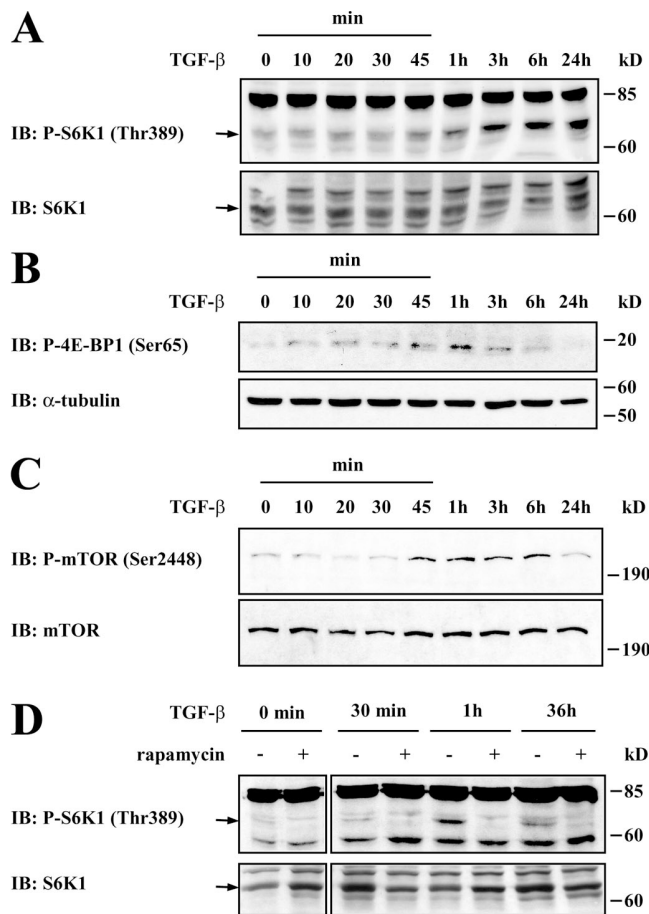 A
min
TGF-β 0 10 20 30 45 1h 3h 6h 24h kD
IB: P-S6K1 (Thr389)
85
60
IB: S6K1
60
B
min
TGF-β 0 10 20 30 45 1h 3h 6h 24h kD
IB: P-4E-BP1 (Ser65)
20
IB: α-tubulin
60
50
C
min
TGF-β 0 10 20 30 45 1h 3h 6h 24h kD
IB: P-mTOR (Ser2448)
190
IB: mTOR
190
D
TGF-β 0 min 30 min 1h 36h
rapamycin - + - + - + - + kD
IB: P-S6K1 (Thr389)
85
60
IB: S6K1
60